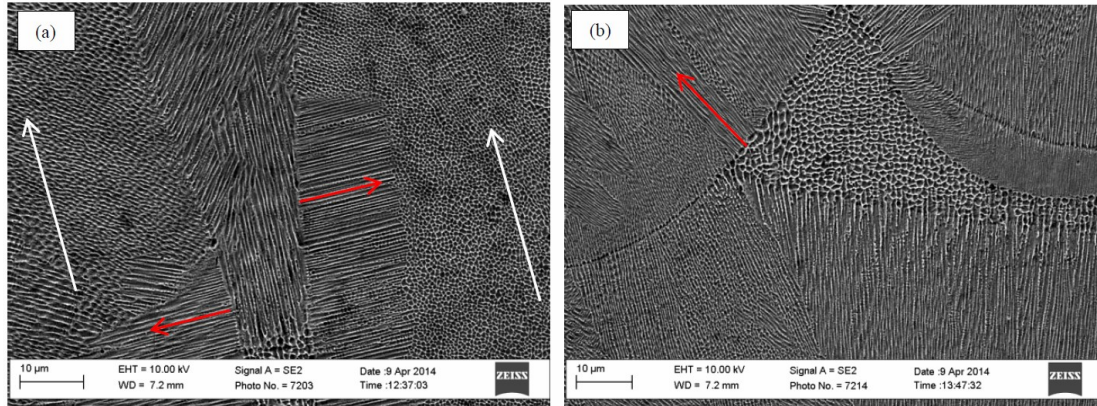 (a)
10 µm
EHT = 10.00 kV
WD = 7.2 mm
Signal A = SE2
Photo No. = 7203
Date :9 Apr 2014
Time :12:37:03
ZEISS
(b)
10 µm
EHT = 10.00 kV
WD = 7.2 mm
Signal A = SE2
Photo No. = 7214
Date :9 Apr 2014
Time :13:47:32
ZEISS